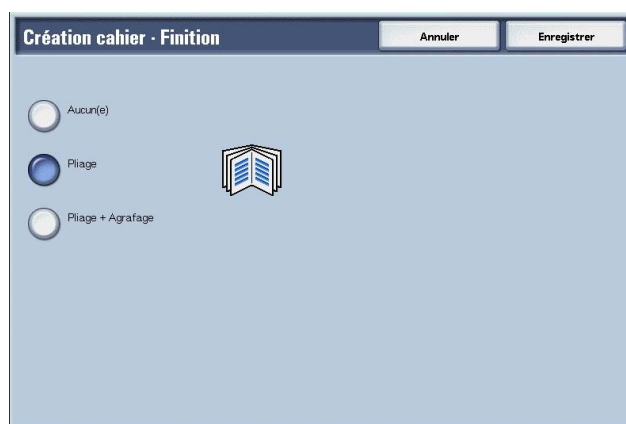 Création cahier - Finition
Annuler
Enregistrer
Aucun(e)
Pliage
Pliage + Agrafage